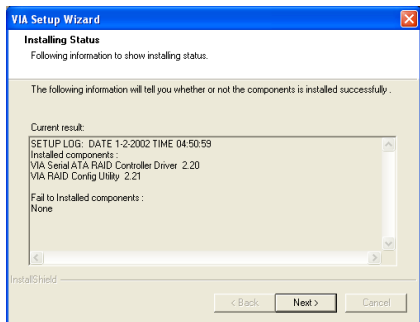 VIA Setup Wizard
Installing Status
Following information to show installing status.
The following information will tell you whether or not the components is installed successfully .
Current result:
SETUP LOG: DATE 1-2-2002 TIME 04:50:59
Installed components :
VIA Serial ATA RAID Controller Driver 2.20
VIA RAID Config Utility 2.21
Fail to Installed components :
None
InstallShield
< Back
Next >
Cancel